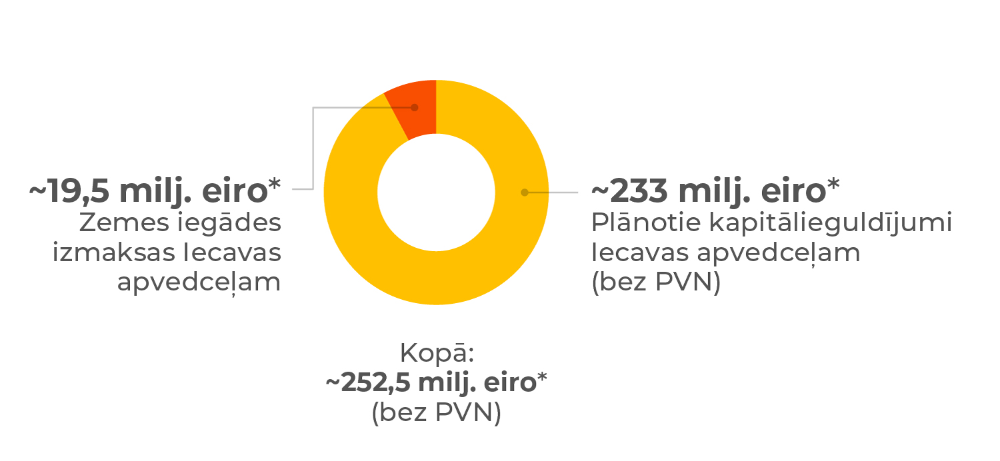 ~19,5 milj. eiro*
Zemes iegādes
izmaksas Iecavas
apvedceļam
~233 milj. eiro*
Plānotie kapitālieguldījumi
Iecavas apvedceļam
(bez PVN)
Kopā:
~252,5 milj. eiro*
(bez PVN)